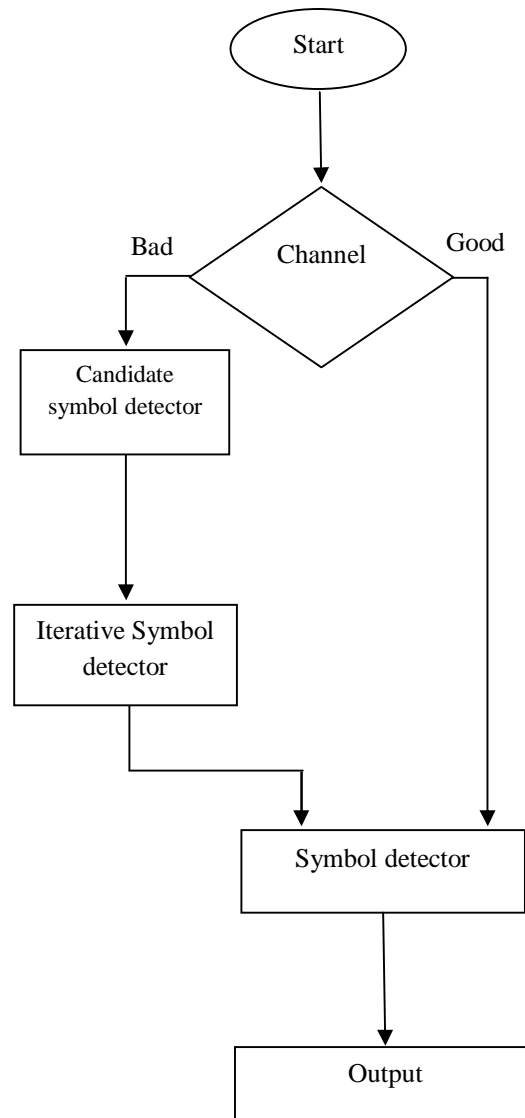 Start
Bad
Good
Channel
Candidate
symbol detector
Iterative Symbol
detector
Symbol detector
Output